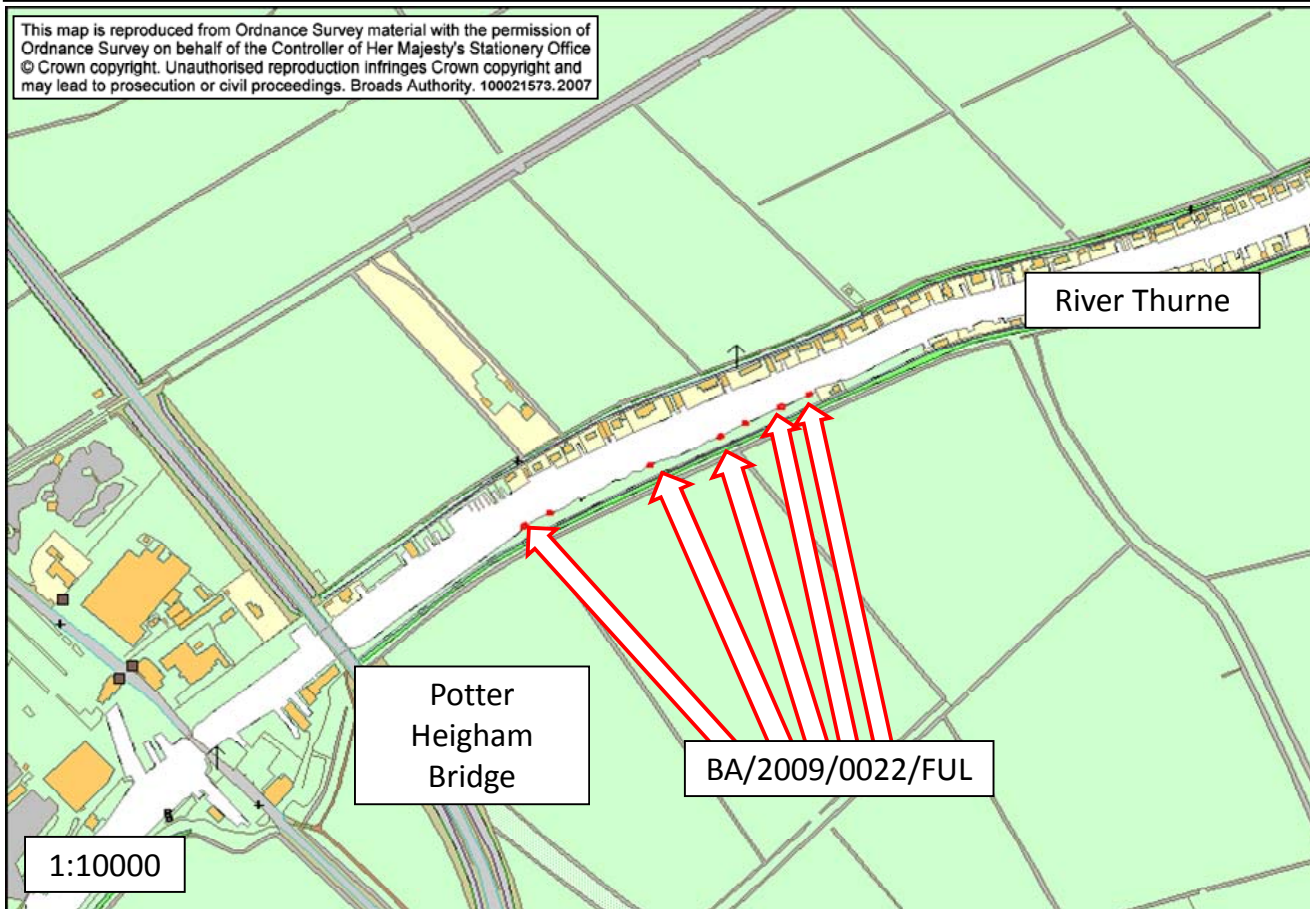 This map is reproduced from Ordnance Survey material with the permission of
Ordnance Survey on behalf of the Controller of Her Majesty's Stationery Office
© Crown copyright. Unauthorised reproduction infringes Crown copyright and
may lead to prosecution or civil proceedings. Broads Authority. 100021573.2007
River Thurne
Potter
Heigham
Bridge
BA/2009/0022/FUL
1:10000